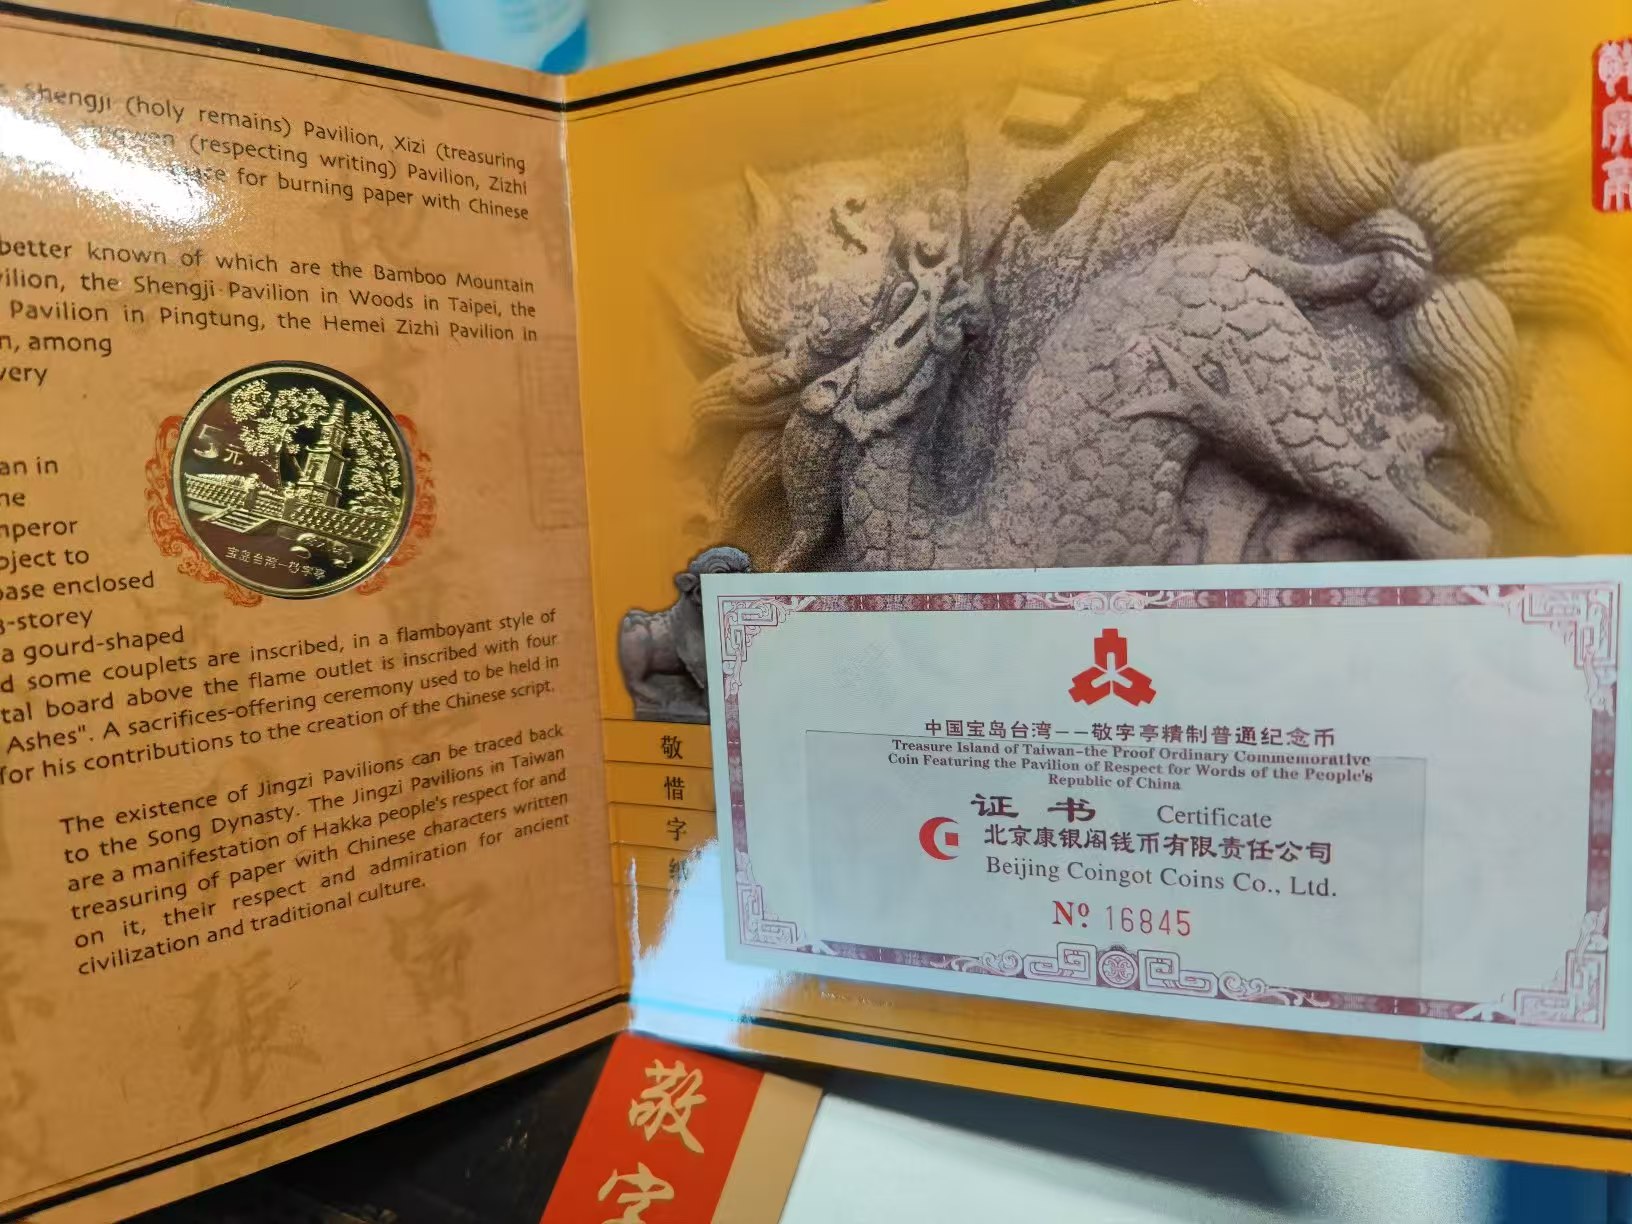 Shengji (holy remains) Pavilion, Xizi (treasuring
(respecting writing) Pavilion, Zizhi
for burning paper with Chinese
better known of which are the Bamboo Mountain
the Shengji Pavilion in Woods in Taipei, the
Pavilion in Pingtung, the Hemei Zizhi Pavilion in
among
very
5元
宝岛台湾-敬字亭
an in
ase enclosed
-storey
a gourd-shaped
some couplets are inscribed, in a flamboyant style of
tal board above the flame outlet is inscribed with four
Ashes". A sacrifices-offering ceremony used to be held in
for his contributions to the creation of the Chinese script.
The existence of Jingzi Pavilions can be traced back
to the Song Dynasty. The Jingzi Pavilions in Taiwan
are a manifestation of Hakka people's respect for and
treasuring of paper with Chinese characters written
on it, their respect and admiration for ancient
civilization and traditional culture.
敬
惜
字
中国宝岛台湾——敬字亭精制普通纪念币
Treasure Island of Taiwan-the Proof Ordinary Commemorative
Coin Featuring the Pavilion of Respect for Words of the People's
Republic of China
证书 Certificate
北京康银阁钱币有限责任公司
Beijing Coingot Coins Co., Ltd.
Nº 16845
敬
字